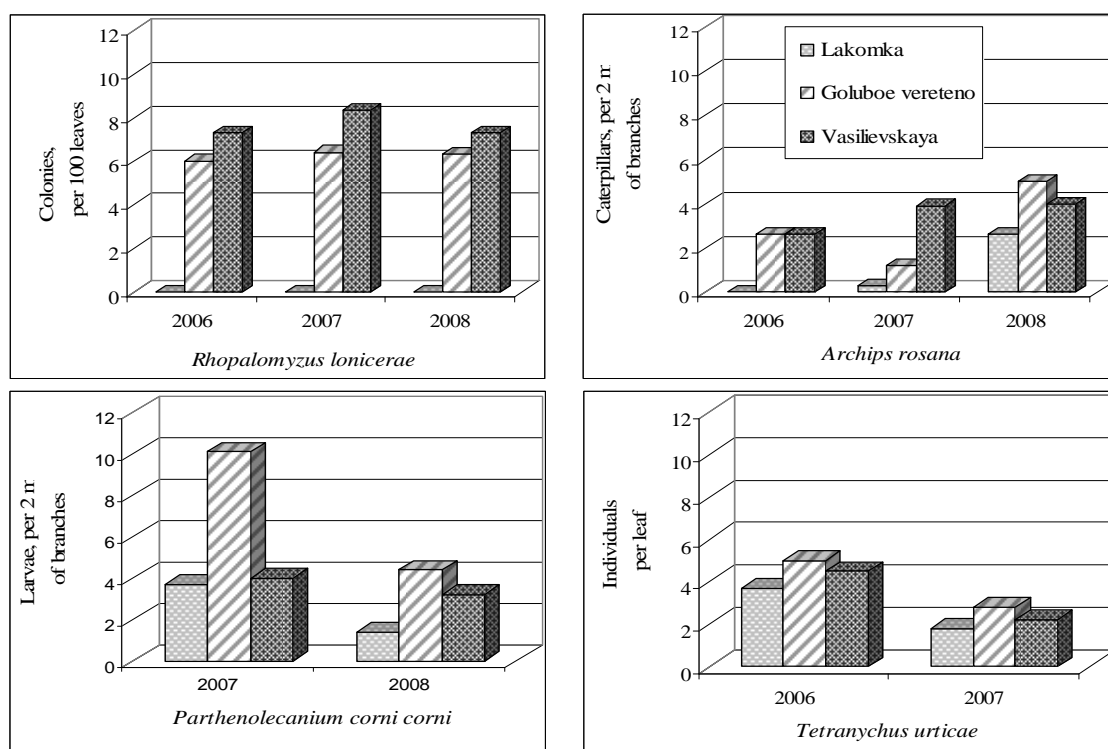 12
10
8
6
4
2
0
Colonies,
per 100 leaves
2006 2007 2008
Rhopalomyzus lonicerae
12
10
8
6
4
2
0
Caterpillars, per 2 m
of branches
Lakomka
Goluboe vereteno
Vasilievskaya
2006 2007 2008
Archips rosana
12
10
8
6
4
2
0
Larvae, per 2 m
of branches
2007 2008
Parthenolecanium corni corni
12
10
8
6
4
2
0
Individuals
per leaf
2006 2007
Tetranychus urticae